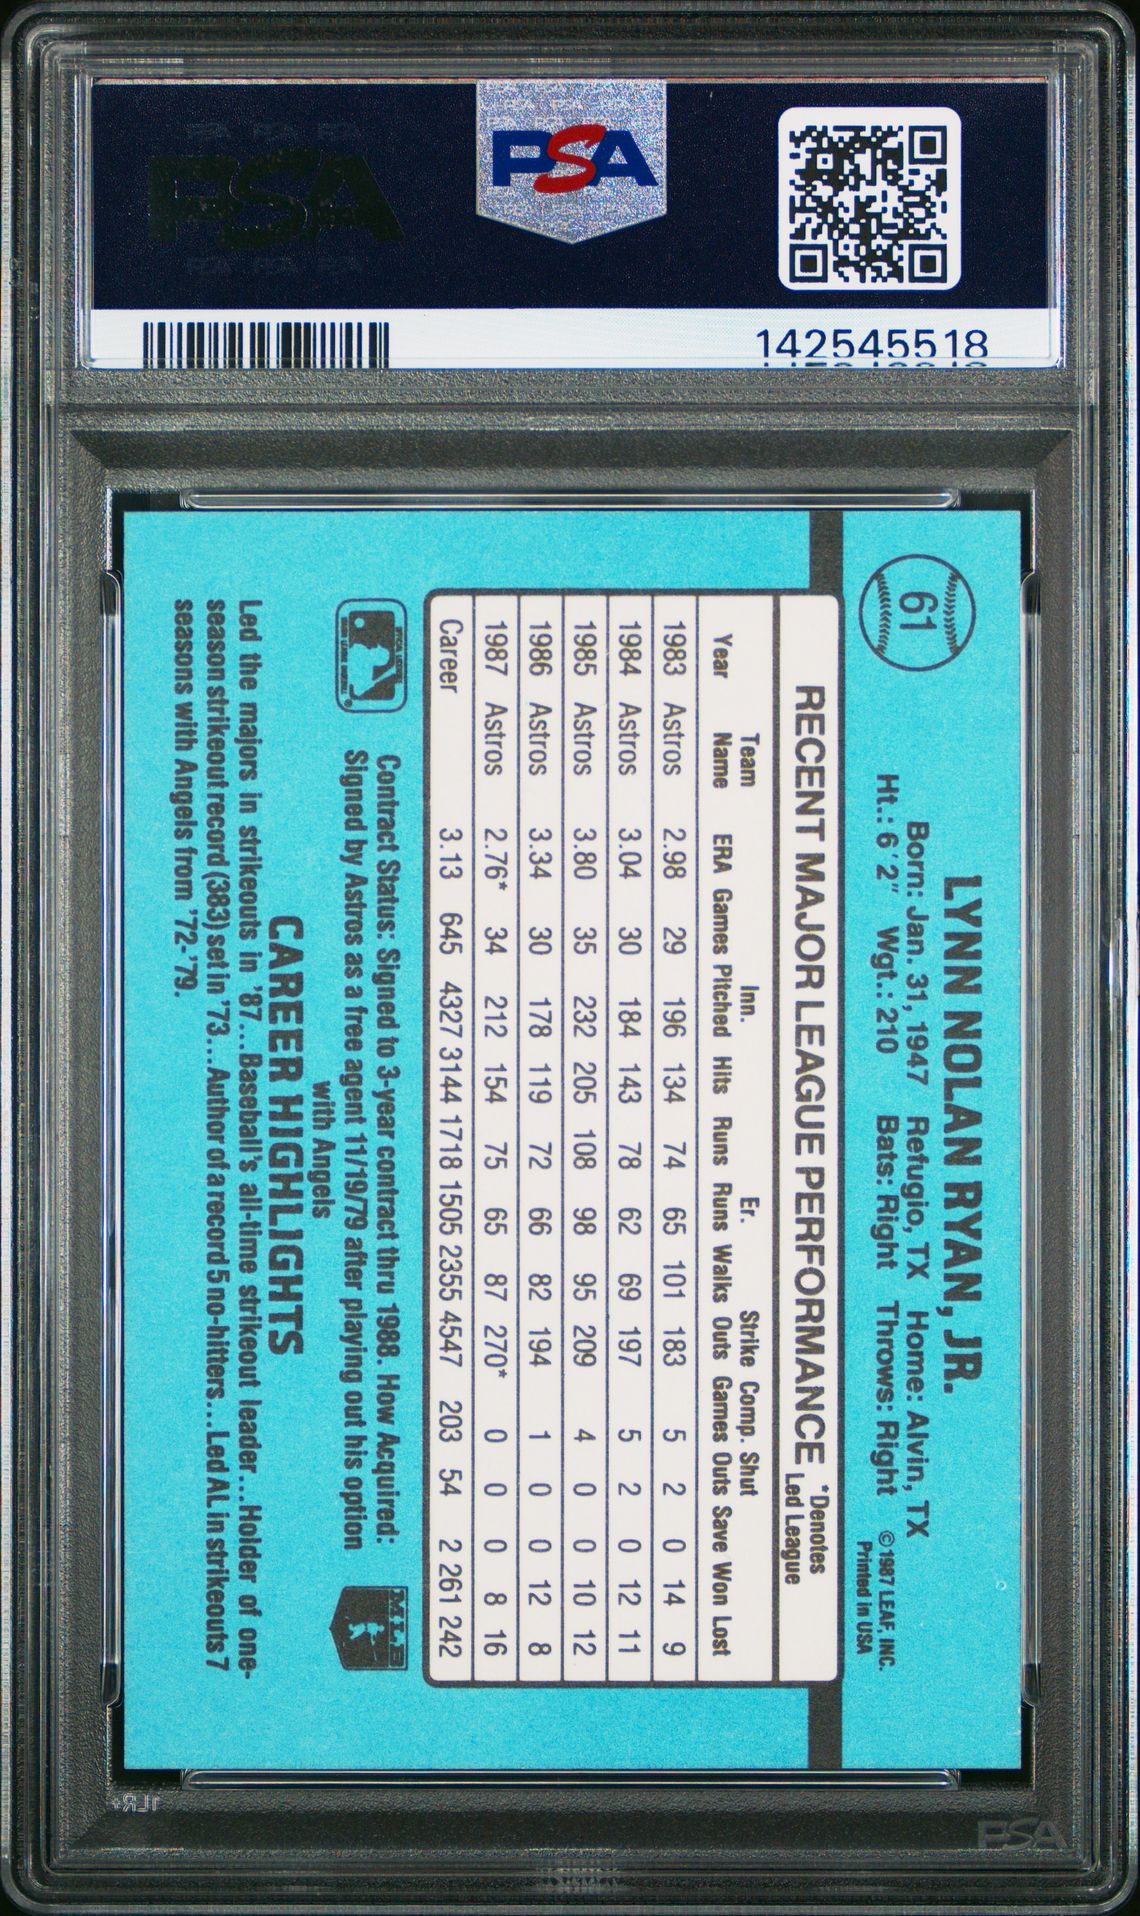 PSA
PSA
142545518
61
LYNN NOLAN RYAN, JR.
Born: Jan. 31, 1947 Refugio, TX Home: Alvin, TX
Ht.: 6'2" Wgt.: 210 Bats: Right Throws: Right
©1987 LEAF, INC.
Printed in USA
RECENT MAJOR LEAGUE PERFORMANCE *Denotes Led League
Year Team Name ERA Games Inn. Pitched Hits Runs Er. Runs Walks Strike Outs Comp. Games Shut Outs Save Won Lost
1983 Astros 2.98 29 196 134 74 65 101 183 5 2 0 14 9
1984 Astros 3.04 30 184 143 78 62 69 197 5 2 0 12 11
1985 Astros 3.80 35 232 205 108 98 95 209 4 0 0 10 12
1986 Astros 3.34 30 178 119 72 66 82 194 1 0 0 12 8
1987 Astros 2.76* 34 212 154 75 65 87 270* 0 0 0 8 16
Career 3.13 645 4327 3144 1718 1505 2355 4547 203 54 2 261 242
Contract Status: Signed to 3-year contract thru 1988. How Acquired:
Signed by Astros as a free agent 11/19/79 after playing out his option
with Angels
MLB
CAREER HIGHLIGHTS
Led the majors in strikeouts in '87...Baseball's all-time strikeout leader...Holder of one-
season strikeout record (383) set in '73...Author of a record 5 no-hitters...Led AL in strikeouts 7
seasons with Angels from '72-'79.
PSA